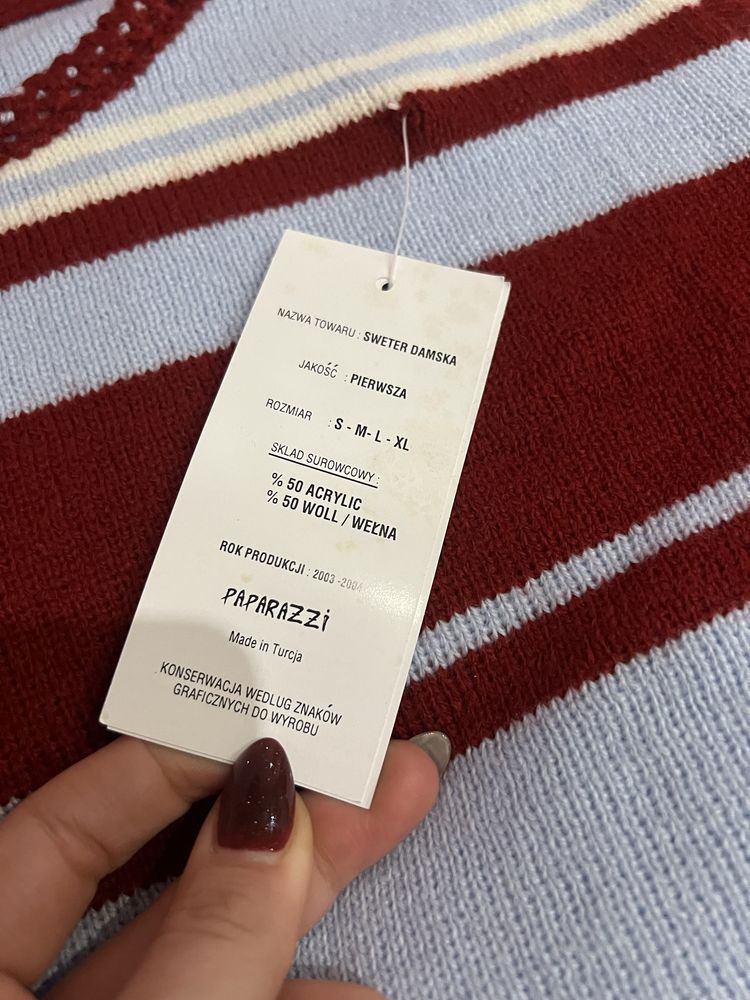 NAZWA TOWARU : SWETER DAMSKA
JAKOŚĆ : PIERWSZA
ROZMIAR : S - M- L - XL
SKLAD SUROWCOWY :
% 50 ACRYLIC
% 50 WOLL / WEŁNA
ROK PRODUKCJI : 2003 -2004
PAPARAZZi
Made in Turcja
KONSERWACJA WEDLUG ZNAKÓW
GRAFICZNYCH DO WYROBU